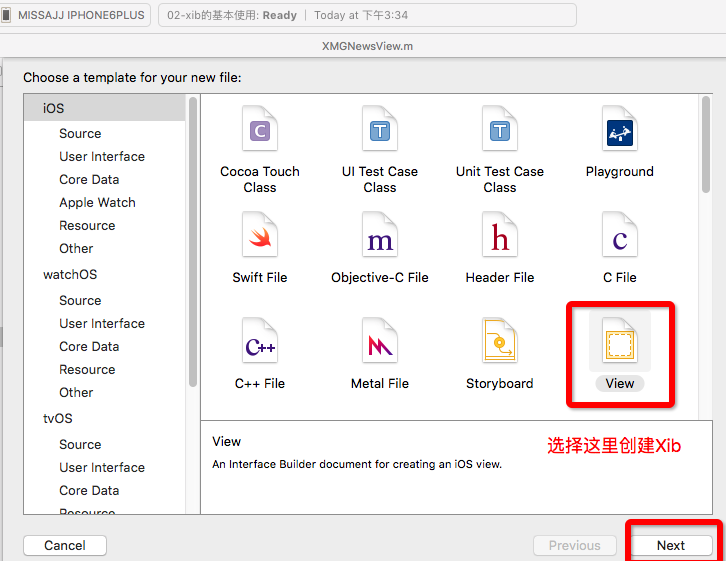 MISSAJJ IPHONE6PLUS
02-xib的基本使用: Ready | Today at 下午3:34
XMGNewsView.m
Choose a template for your new file:
iOS
Source
User Interface
Core Data
Apple Watch
Resource
Other
watchOS
Source
User Interface
Core Data
Resource
Other
tvOS
Source
User Interface
Core Data
Resource
C
Cocoa Touch
Class
T
UI Test Case
Class
T
Unit Test Case
Class
Playground
Swift File
m
Objective-C File
h
Header File
c
C File
C++
C++ File
Metal File
Storyboard
View
View
An Interface Builder document for creating an iOS view.
选择这里创建Xib
Cancel
Previous
Next